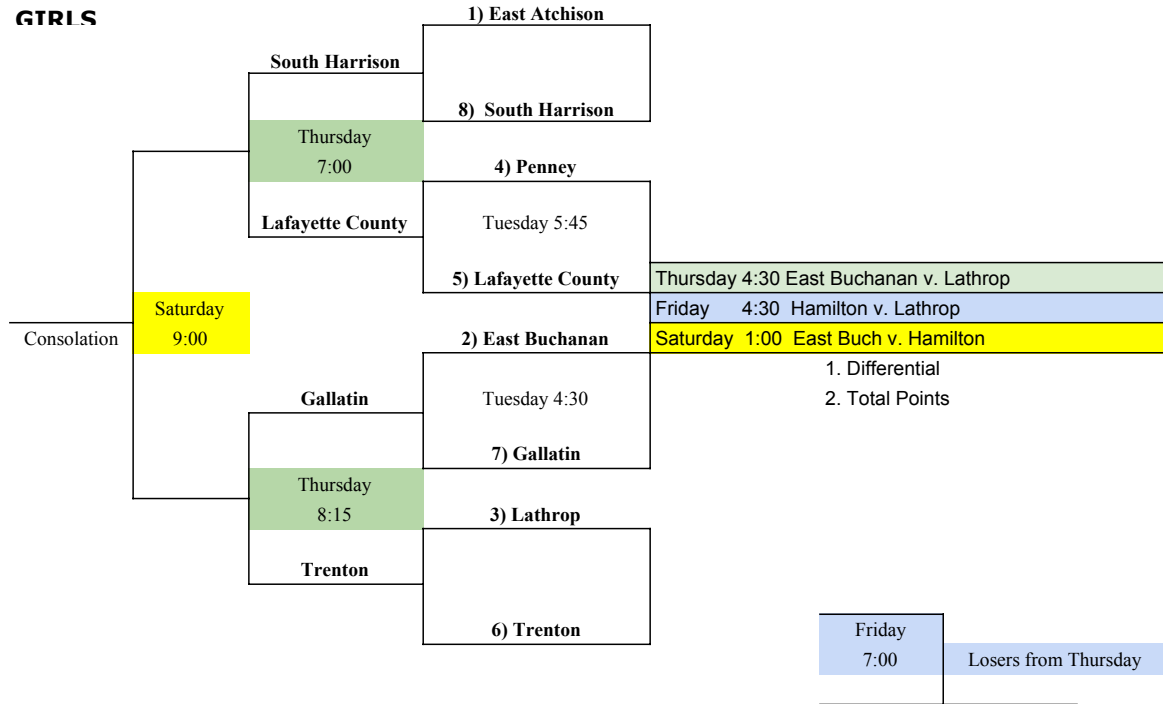 GIRLS
1) East Atchison
South Harrison
8) South Harrison
Thursday
7:00
4) Penney
Lafayette County
Tuesday 5:45
5) Lafayette County
Thursday 4:30 East Buchanan v. Lathrop
Saturday
Friday 4:30 Hamilton v. Lathrop
Consolation
9:00
2) East Buchanan
Saturday 1:00 East Buch v. Hamilton
1. Differential
Gallatin
Tuesday 4:30
2. Total Points
7) Gallatin
Thursday
8:15
3) Lathrop
Trenton
6) Trenton
Friday
7:00
Losers from Thursday